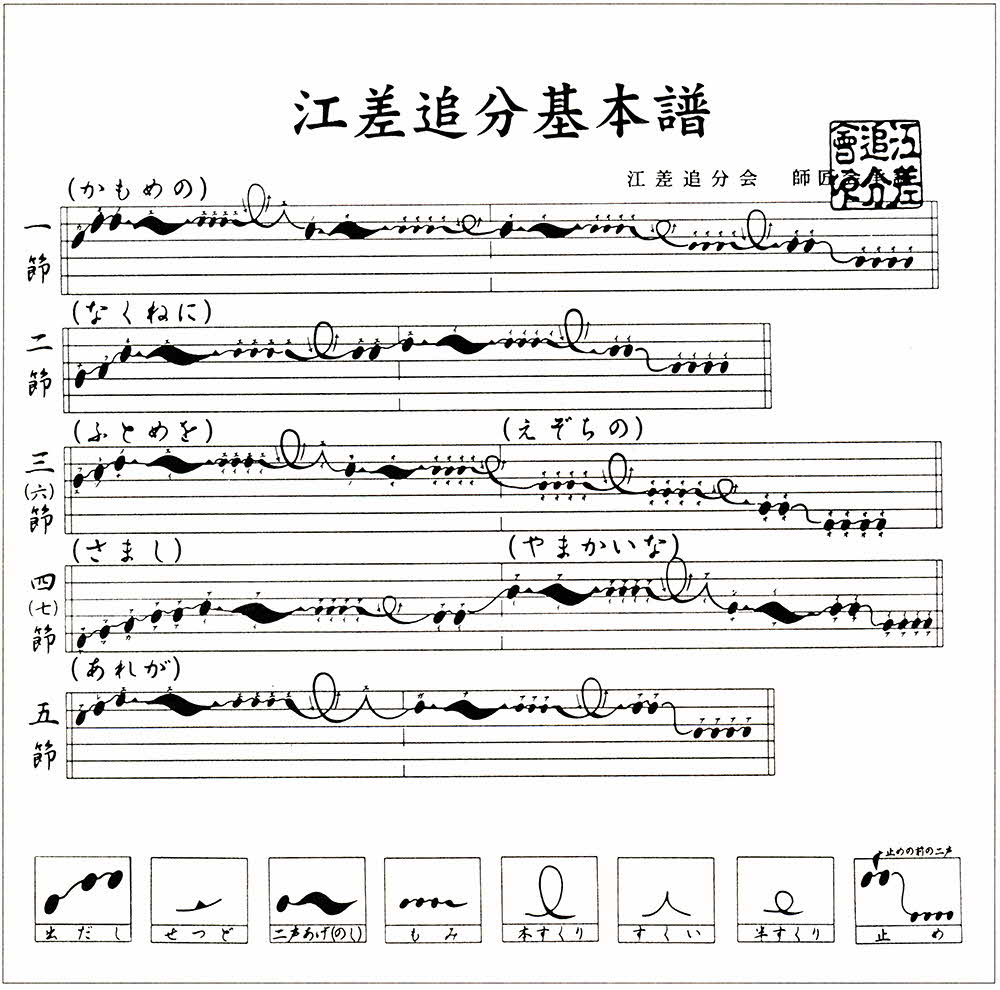 江差追分基本譜
江差追分会 師匠
江差追分會
(かもめの)
一節
(なくねに)
二節
(ふとめを) (えぞちの)
三(六)節
(さまし) (やまかいな)
四(七)節
(あれが)
五節
止めの前の二声
出だし せつど 二声あげ(のし) もみ 本すくり すくい 半すくり 止め